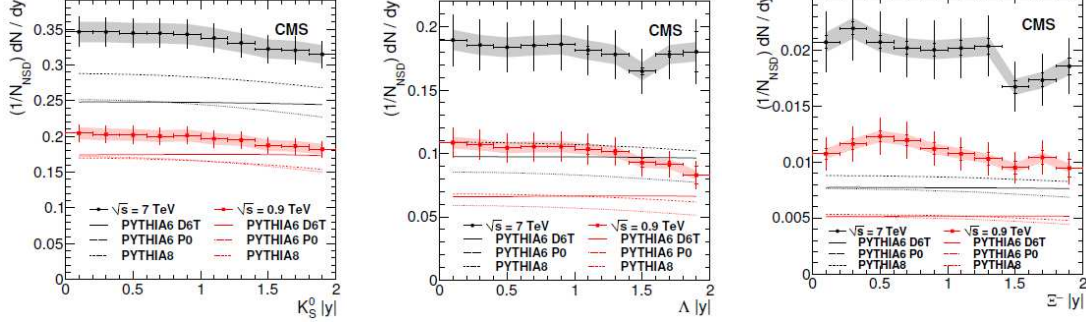 (1/N_NSD) dN / dy
CMS
0.35
0.3
0.25
0.2
0.15
0.1
0.05
0
√s = 7 TeV
√s = 0.9 TeV
PYTHIA6 D6T
PYTHIA6 D6T
PYTHIA6 P0
PYTHIA6 P0
PYTHIA8
PYTHIA8
0 0.5 1 1.5 2
K⁰_S |y|
(1/N_NSD) dN / dy
CMS
0.2
0.15
0.1
0.05
0
√s = 7 TeV
√s = 0.9 TeV
PYTHIA6 D6T
PYTHIA6 D6T
PYTHIA6 P0
PYTHIA6 P0
PYTHIA8
PYTHIA8
0 0.5 1 1.5 2
Λ |y|
(1/N_NSD) dN / dy
CMS
0.02
0.015
0.01
0.005
0
√s = 7 TeV
√s = 0.9 TeV
PYTHIA6 D6T
PYTHIA6 D6T
PYTHIA6 P0
PYTHIA6 P0
PYTHIA8
PYTHIA8
0 0.5 1 1.5 2
Ξ⁻ |y|